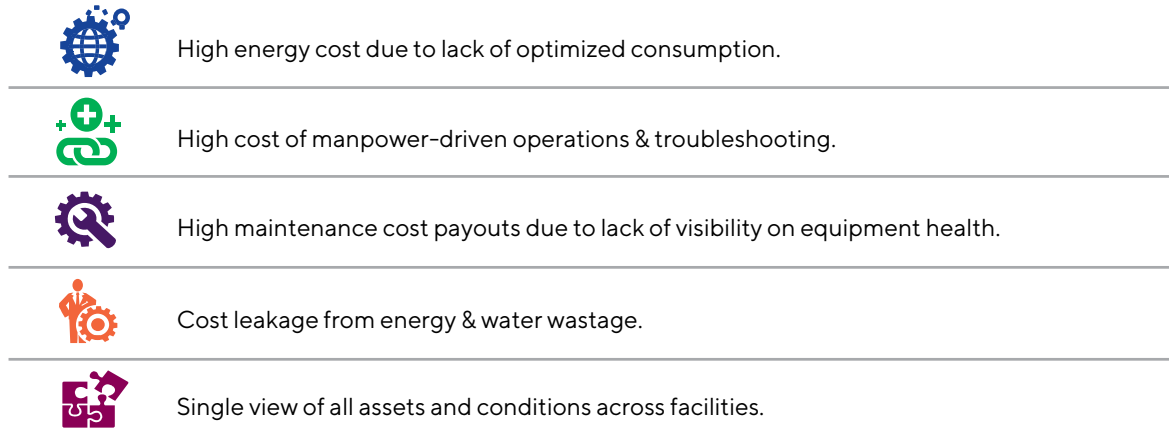 High energy cost due to lack of optimized consumption.
High cost of manpower-driven operations & troubleshooting.
High maintenance cost payouts due to lack of visibility on equipment health.
Cost leakage from energy & water wastage.
Single view of all assets and conditions across facilities.